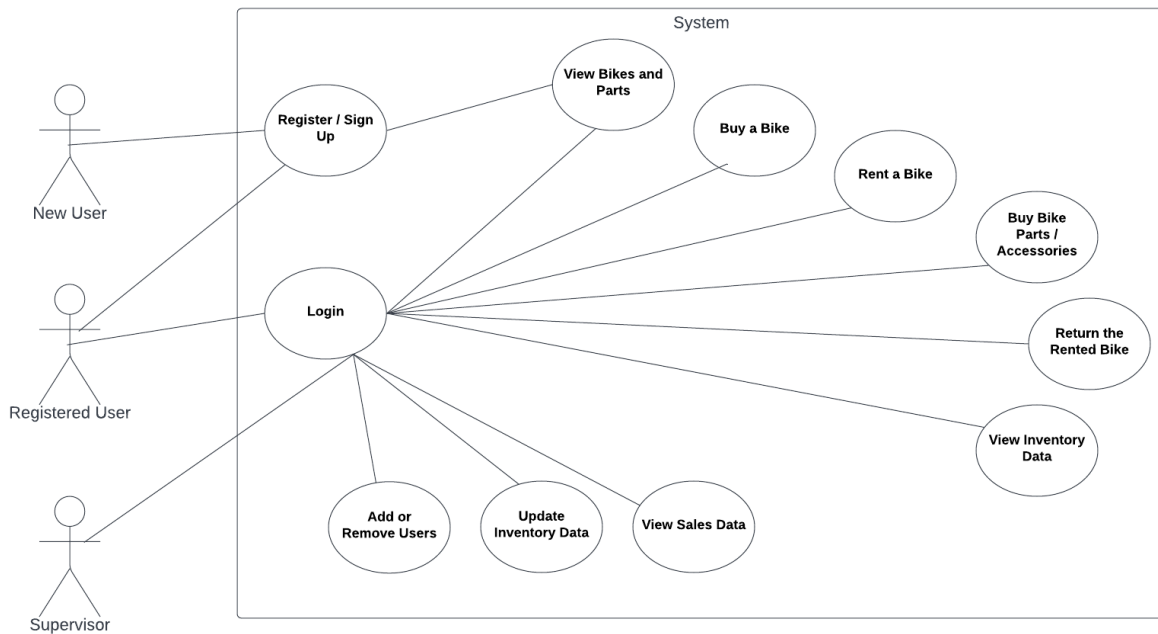 System
View Bikes and
Parts
Register / Sign
Up
Buy a Bike
Rent a Bike
New User
Buy Bike
Parts /
Accessories
Login
Return the
Rented Bike
Registered User
View Inventory
Data
Add or
Remove Users
Update
Inventory Data
View Sales Data
Supervisor